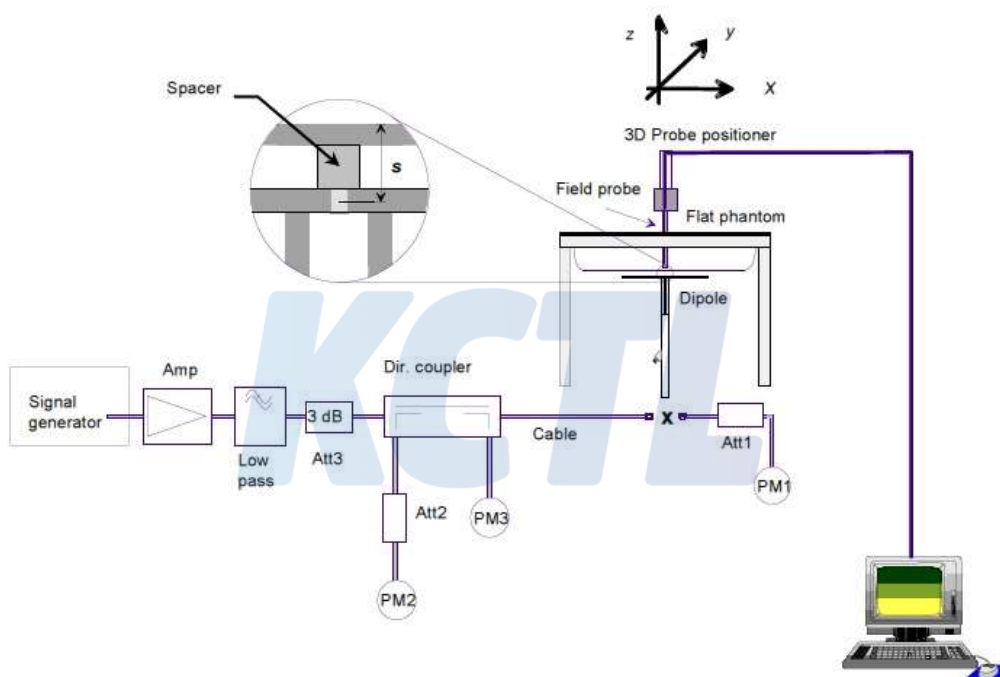 z
y
X
Spacer
3D Probe positioner
s
Field probe
Flat phantom
Dipole
KCTL
Dir. coupler
Amp
Signal
generator
3 dB
X
Cable
Att1
Att3
Low
pass
PM1
Att2
PM3
PM2